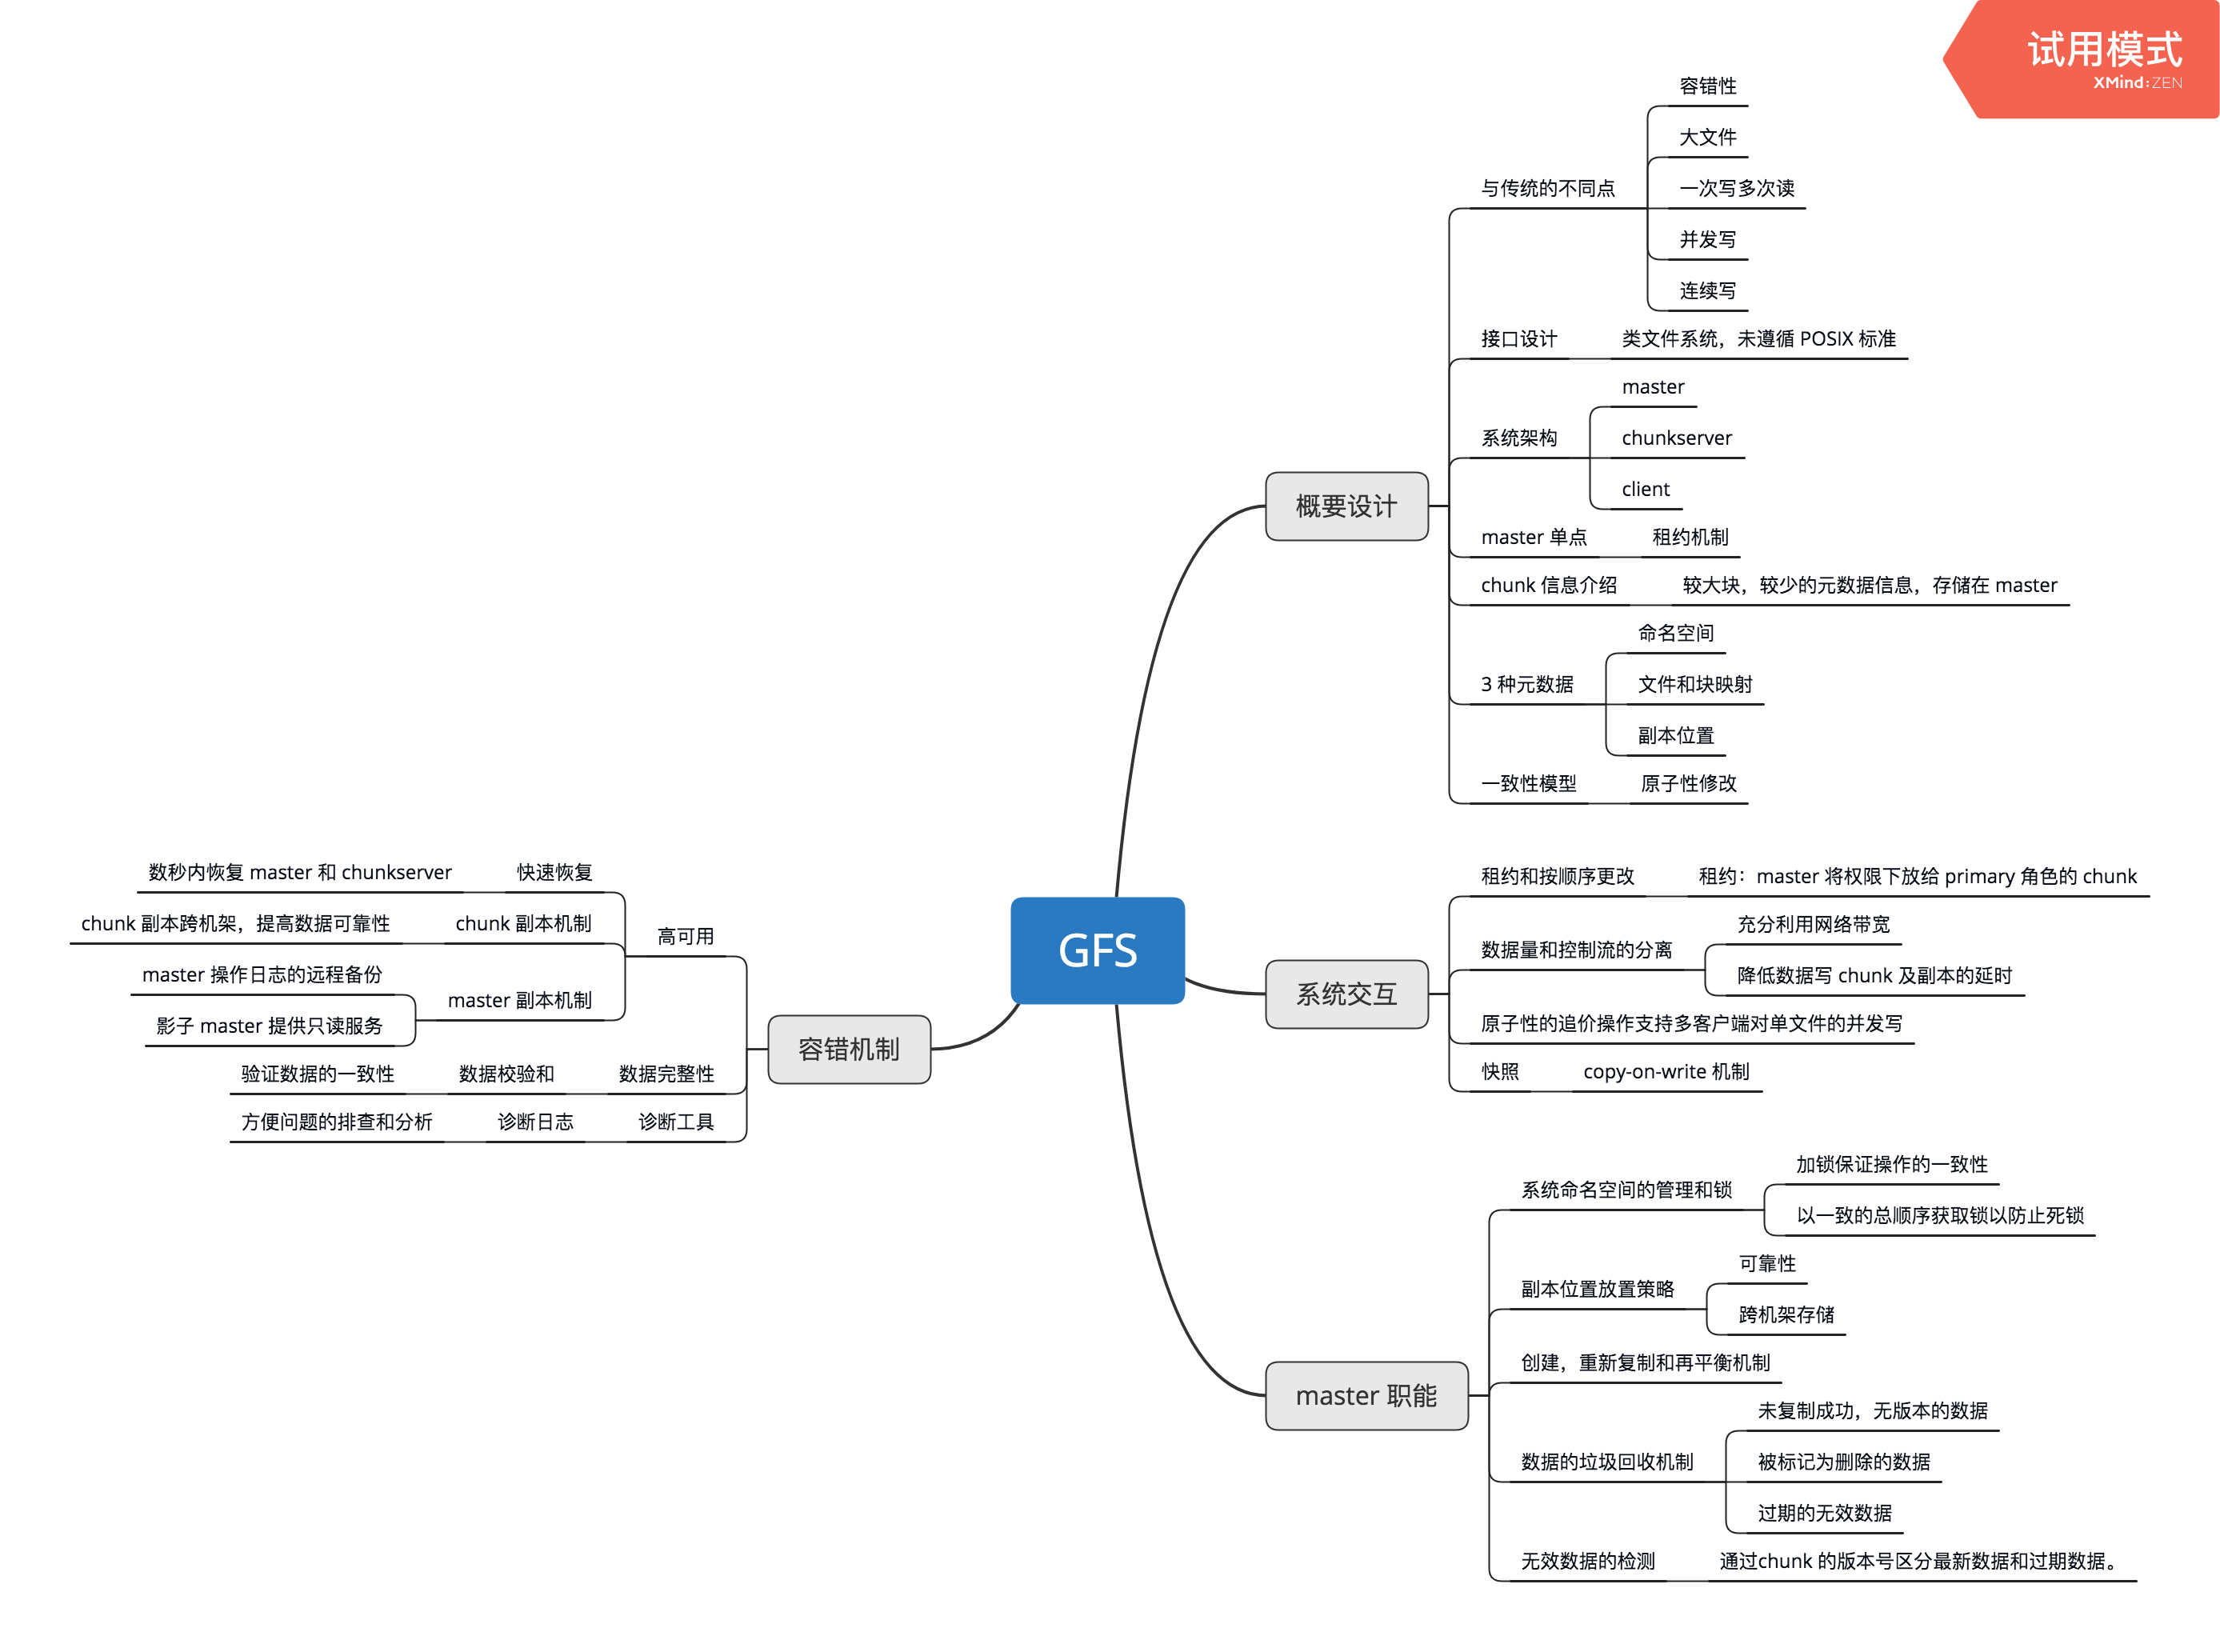 试用模式
XMind:ZEN
GFS
概要设计
与传统的不同点
容错性
大文件
一次写多次读
并发写
连续写
接口设计
类文件系统，未遵循 POSIX 标准
系统架构
master
chunkserver
client
master 单点
租约机制
chunk 信息介绍
较大块，较少的元数据信息，存储在 master
3 种元数据
命名空间
文件和块映射
副本位置
一致性模型
原子性修改
系统交互
租约和按顺序更改
租约：master 将权限下放给 primary 角色的 chunk
数据量和控制流的分离
充分利用网络带宽
降低数据写 chunk 及副本的延时
原子性的追价操作支持多客户端对单文件的并发写
快照
copy-on-write 机制
master 职能
系统命名空间的管理和锁
加锁保证操作的一致性
以一致的总顺序获取锁以防止死锁
副本位置放置策略
可靠性
跨机架存储
创建，重新复制和再平衡机制
数据的垃圾回收机制
未复制成功，无版本的数据
被标记为删除的数据
过期的无效数据
无效数据的检测
通过chunk 的版本号区分最新数据和过期数据。
容错机制
高可用
快速恢复
数秒内恢复 master 和 chunkserver
chunk 副本机制
chunk 副本跨机架，提高数据可靠性
master 副本机制
master 操作日志的远程备份
影子 master 提供只读服务
数据完整性
数据校验和
验证数据的一致性
诊断工具
诊断日志
方便问题的排查和分析